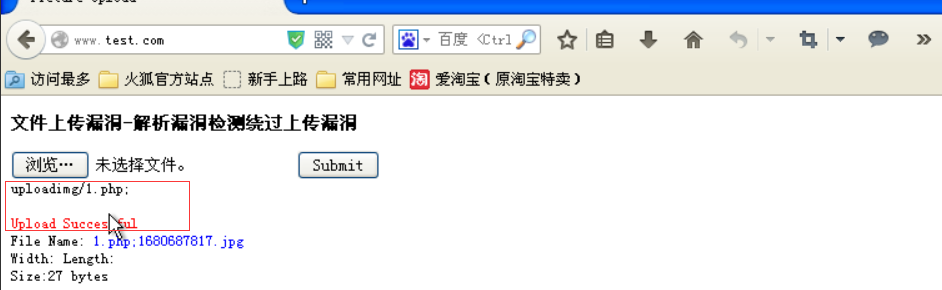 www.test.com
百度 <Ctrl
访问最多 火狐官方站点 新手上路 常用网址 淘 爱淘宝（原淘宝特卖）
文件上传漏洞-解析漏洞检测绕过上传漏洞
浏览… 未选择文件。 Submit
uploadimg/1.php;
Upload Successful
File Name: 1.php;1680687817.jpg
Width: Length:
Size:27 bytes